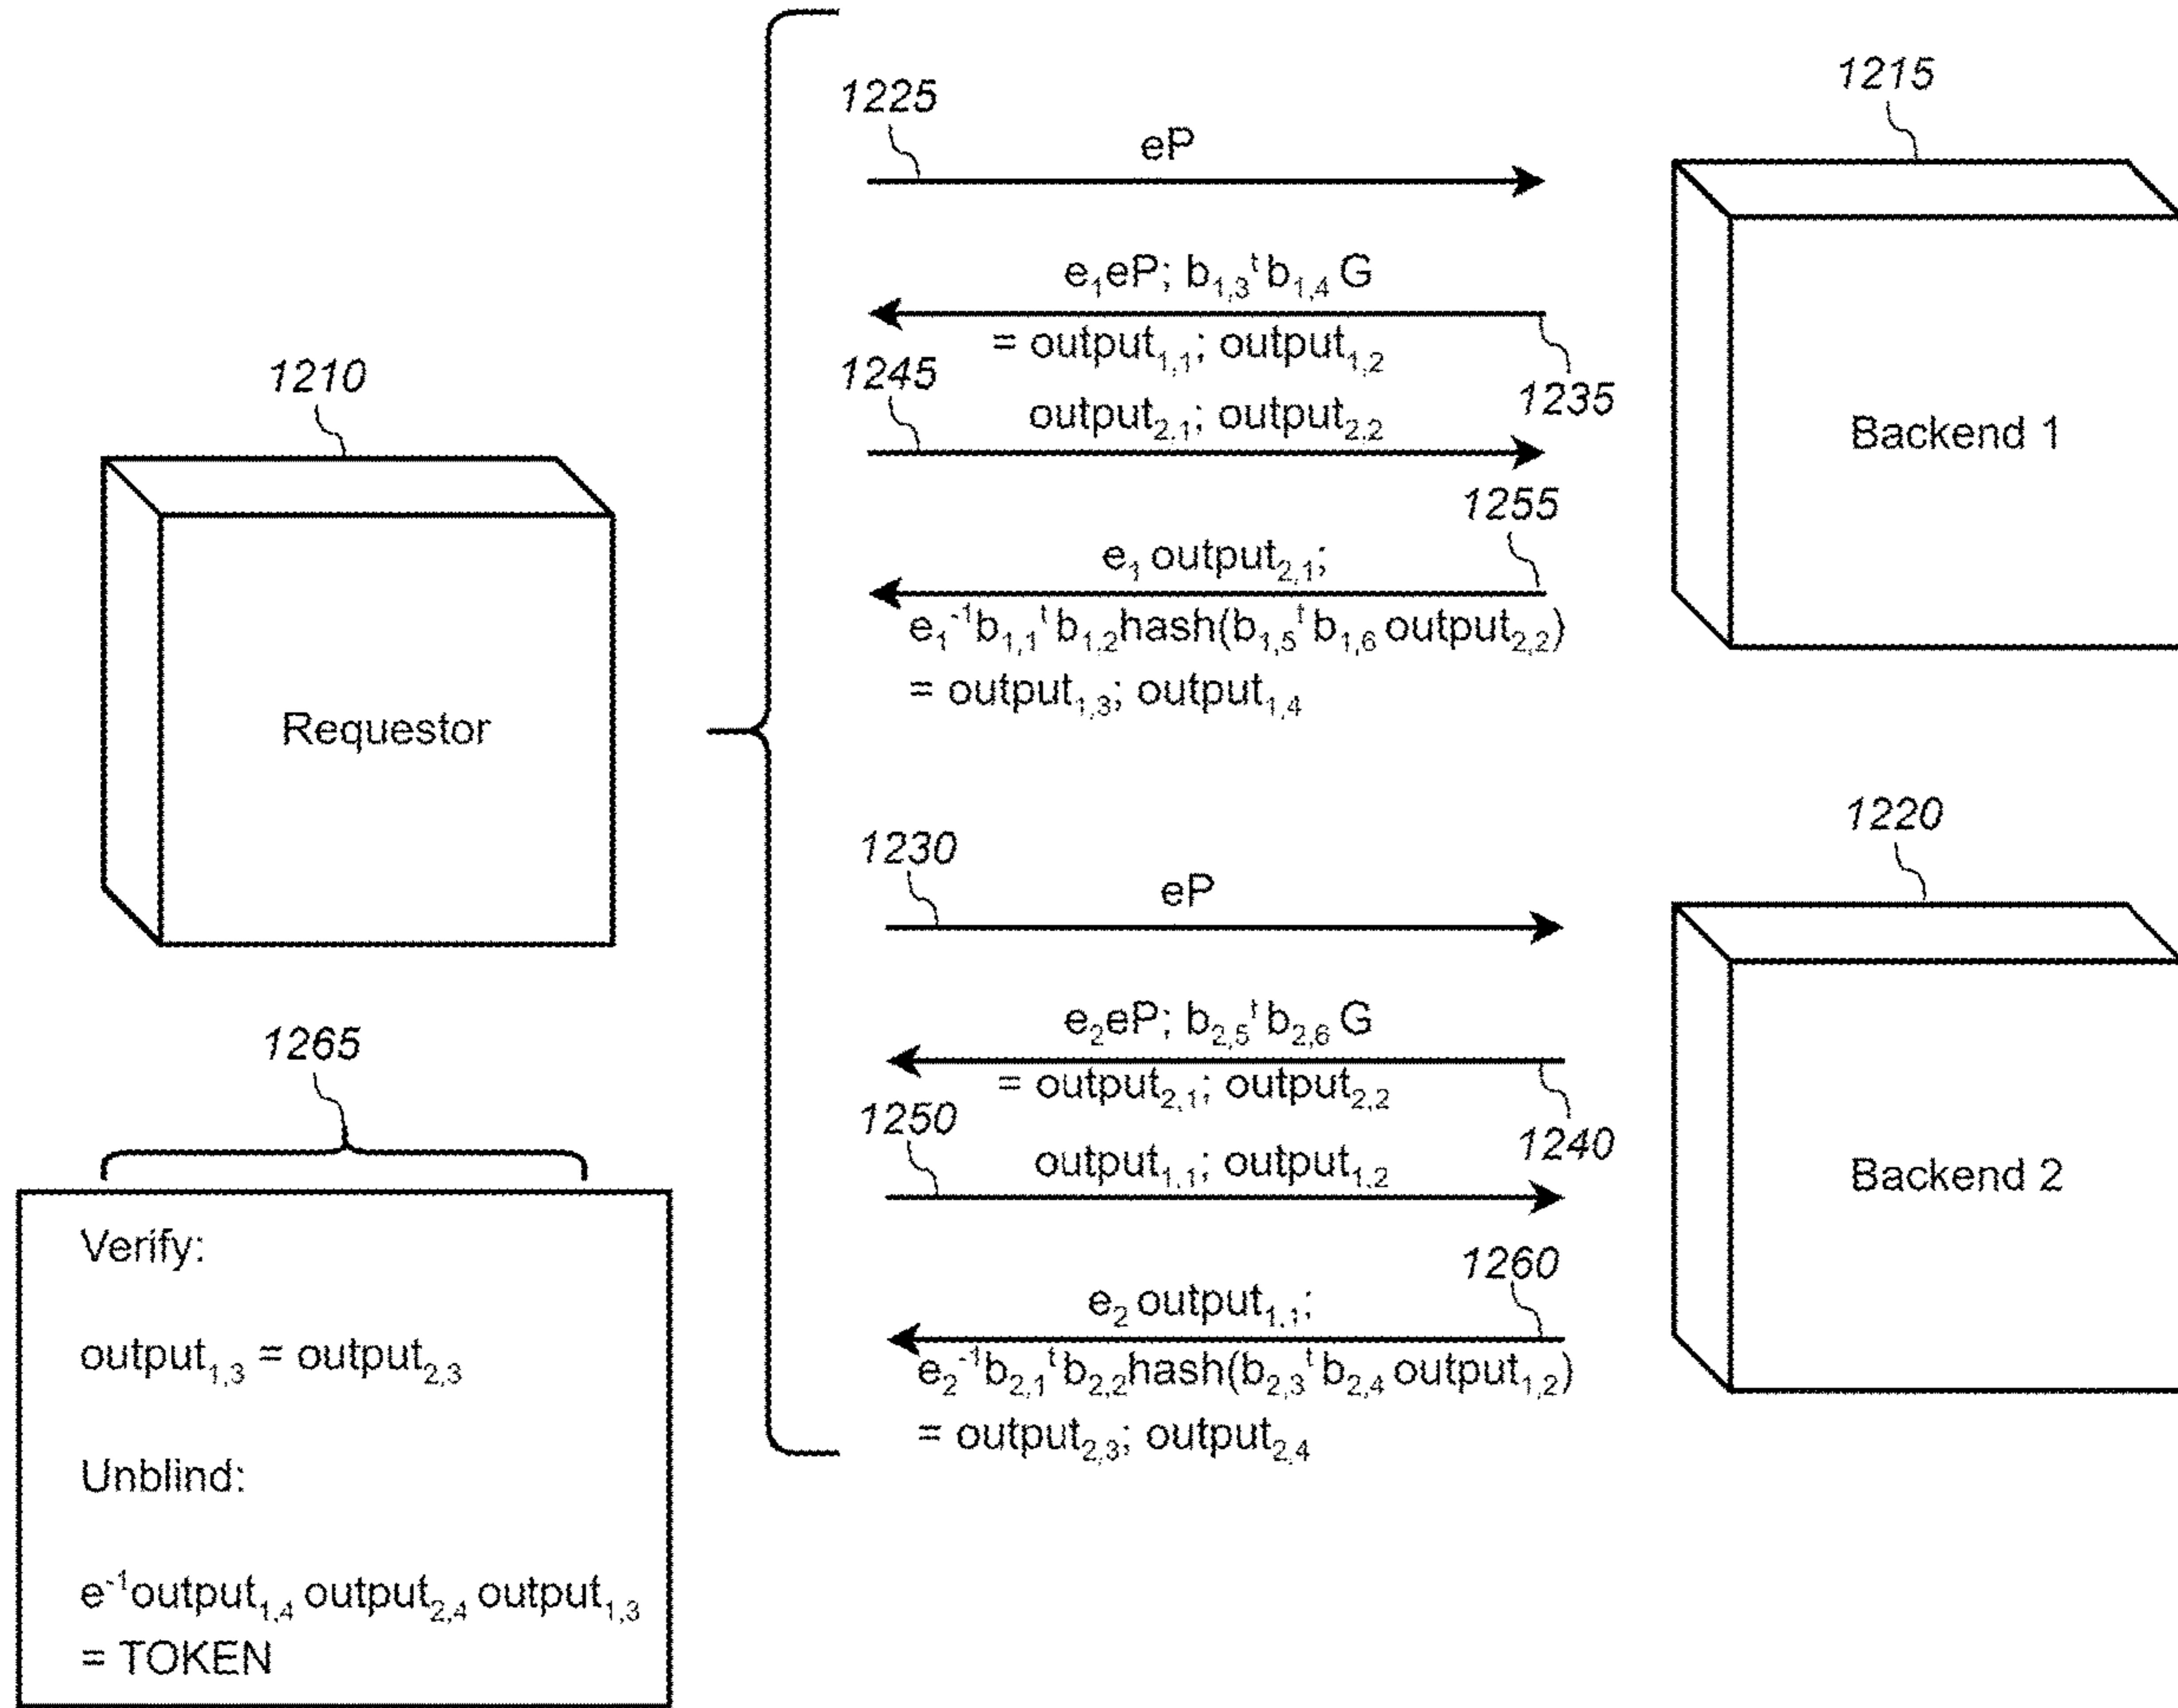 1210
Requestor
1225
eP
e₁eP; b₁,₃ᵗb₁,₄ G
= output₁,₁; output₁,₂
1235
1245
output₂,₁; output₂,₂
1255
e₁ output₂,₁;
e₁⁻¹b₁,₁ᵗb₁,₂hash(b₁,₅ᵗb₁,₆ output₂,₂)
= output₁,₃; output₁,₄
1215
Backend 1
1230
eP
e₂eP; b₂,₅ᵗb₂,₆ G
= output₂,₁; output₂,₂
1240
1250
output₁,₁; output₁,₂
1260
e₂ output₁,₁;
e₂⁻¹b₂,₁ᵗb₂,₂hash(b₂,₃ᵗb₂,₄ output₁,₂)
= output₂,₃; output₂,₄
1220
Backend 2
1265
Verify:
output₁,₃ = output₂,₃
Unblind:
e⁻¹output₁,₄ output₂,₄ output₁,₃
= TOKEN